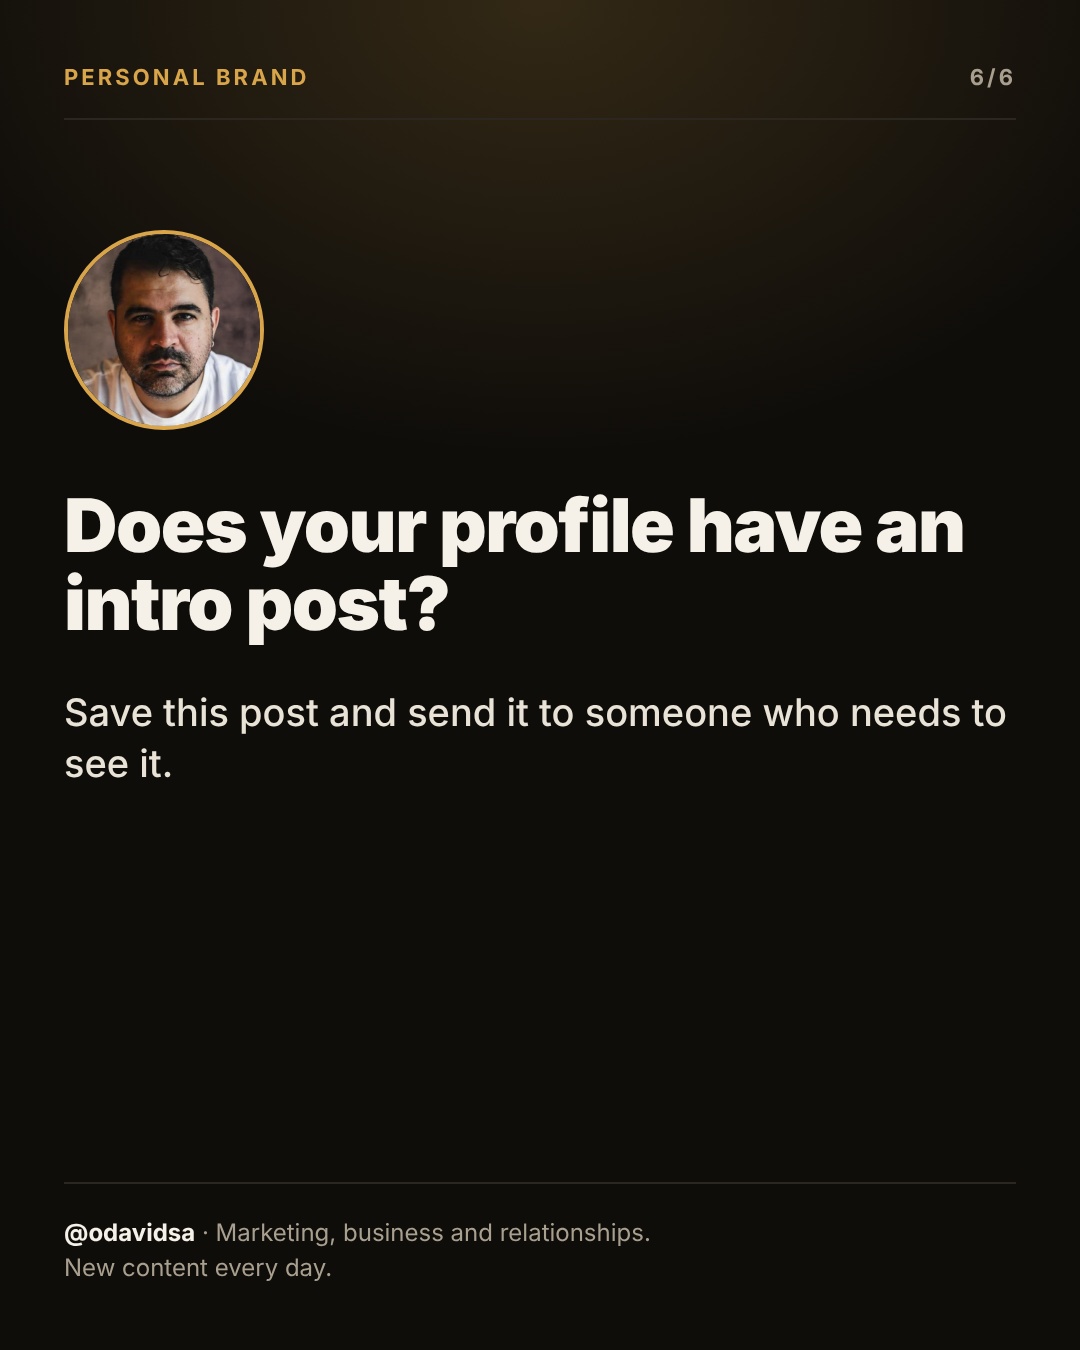 PERSONAL BRAND
6/6
Does your profile have an
intro post?
Save this post and send it to someone who needs to
see it.
@odavidsa · Marketing, business and relationships.
New content every day.